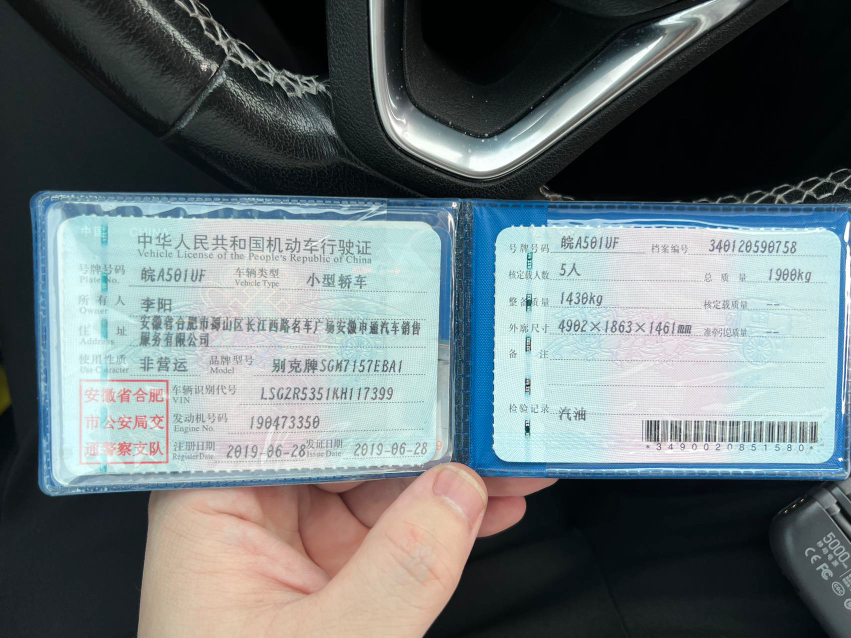 中华人民共和国机动车行驶证
Vehicle License of the People's Republic of China
号牌号码 皖A501UF 车辆类型 小型轿车
Plate No. Vehicle Type
所有人 李阳
Owner
住址 安徽省合肥市蜀山区长江西路名车广场安徽申通汽车销售
Address 服务有限公司
使用性质 非营运 品牌型号 别克牌SGM7157EBA1
Use Character Model
安徽省合肥
市公安局交
通警察支队
车辆识别代号 LSGZR5351KH117399
VIN
发动机号码 190473350
Engine No.
注册日期 2019-06-28 发证日期 2019-06-28
Register Date Issue Date
号牌号码 皖A501UF 档案编号 340120590758
核定载人数 5人 总质量 1900kg
整备质量 1430kg 核定载质量 --
外廓尺寸 4902×1863×1461mm 准牵引总质量 --
备注
检验记录 汽油
*3490020851580*
5000